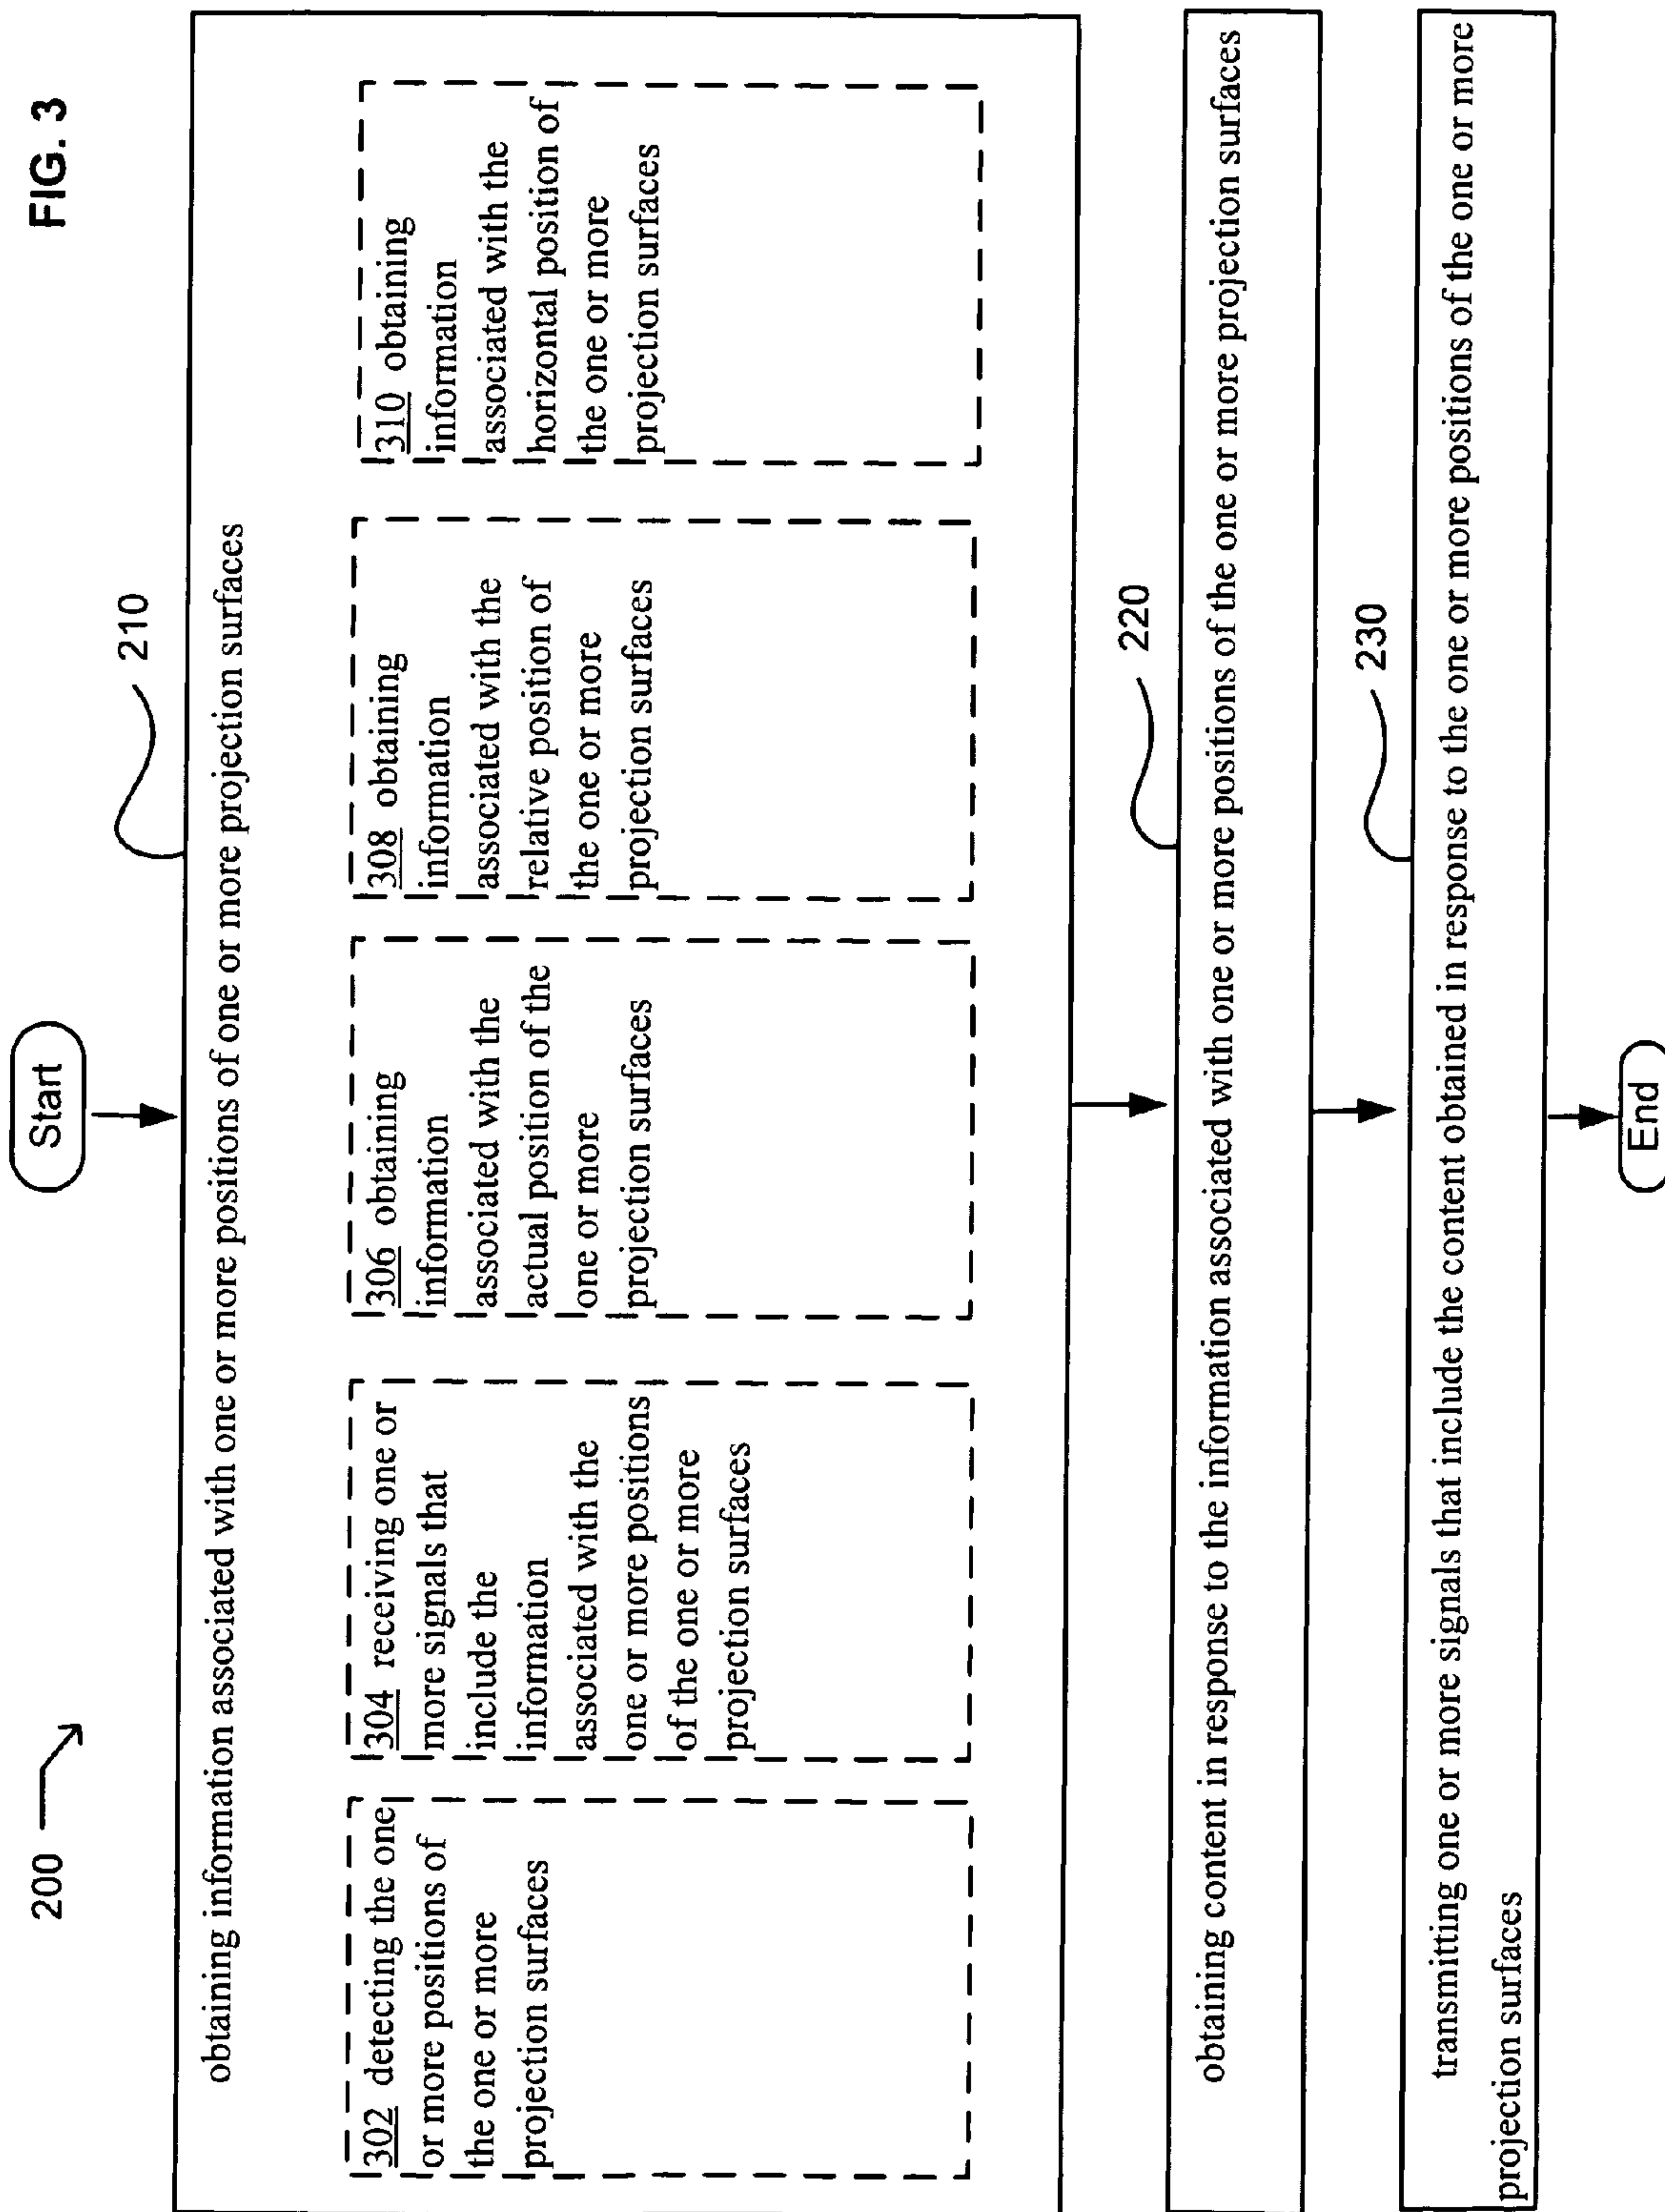 FIG. 3
200
Start
210
obtaining information associated with one or more positions of one or more projection surfaces
302 detecting the one
or more positions of
the one or more
projection surfaces
304 receiving one or
more signals that
include the
information
associated with the
one or more positions
of the one or more
projection surfaces
306 obtaining
information
associated with the
actual position of the
one or more
projection surfaces
308 obtaining
information
associated with the
relative position of
the one or more
projection surfaces
310 obtaining
information
associated with the
horizontal position of
the one or more
projection surfaces
220
obtaining content in response to the information associated with one or more positions of the one or more projection surfaces
230
transmitting one or more signals that include the content obtained in response to the one or more positions of the one or more
projection surfaces
End